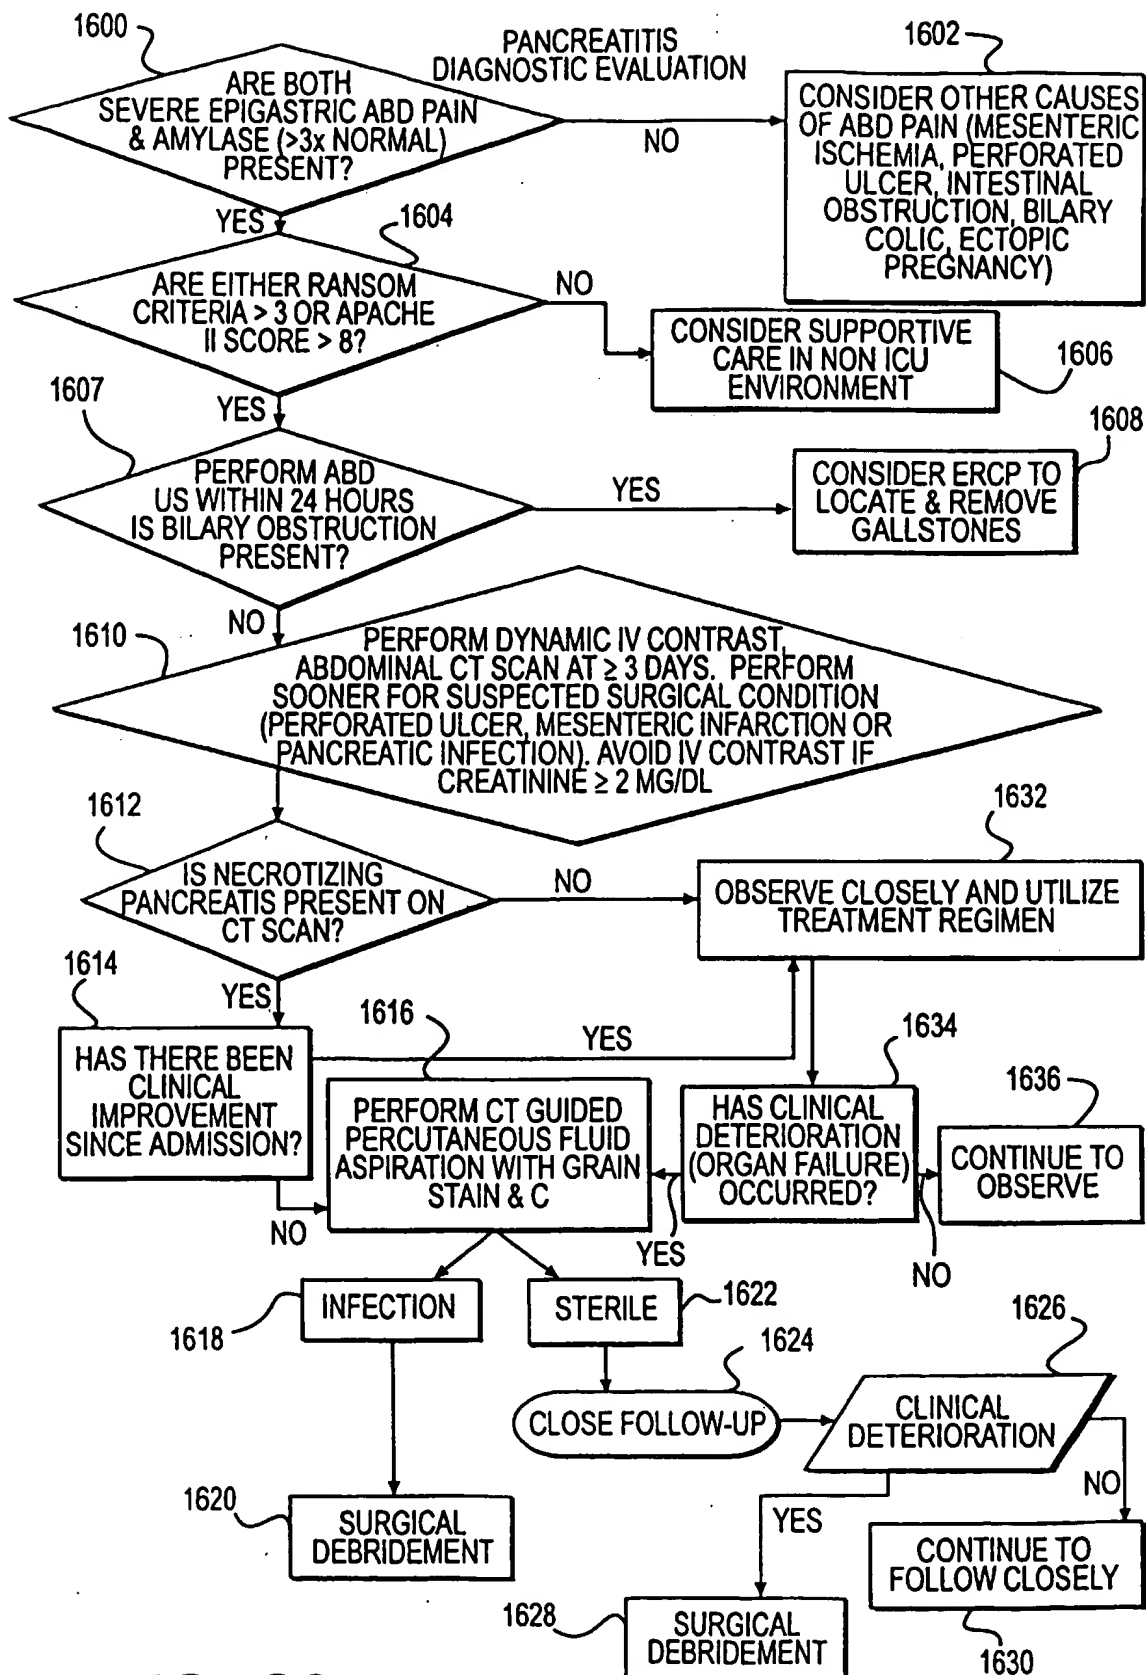 1600
PANCREATITIS
DIAGNOSTIC EVALUATION
1602
ARE BOTH
SEVERE EPIGASTRIC ABD PAIN
& AMYLASE (>3x NORMAL)
PRESENT?
NO
CONSIDER OTHER CAUSES
OF ABD PAIN (MESENTERIC
ISCHEMIA, PERFORATED
ULCER, INTESTINAL
OBSTRUCTION, BILARY
COLIC, ECTOPIC
PREGNANCY)
YES
1604
ARE EITHER RANSOM
CRITERIA > 3 OR APACHE
II SCORE > 8?
NO
CONSIDER SUPPORTIVE
CARE IN NON ICU
ENVIRONMENT
1606
YES
1607
PERFORM ABD
US WITHIN 24 HOURS
IS BILARY OBSTRUCTION
PRESENT?
YES
1608
CONSIDER ERCP TO
LOCATE & REMOVE
GALLSTONES
NO
1610
PERFORM DYNAMIC IV CONTRAST,
ABDOMINAL CT SCAN AT ≥ 3 DAYS. PERFORM
SOONER FOR SUSPECTED SURGICAL CONDITION
(PERFORATED ULCER, MESENTERIC INFARCTION OR
PANCREATIC INFECTION). AVOID IV CONTRAST IF
CREATININE ≥ 2 MG/DL
1612
IS NECROTIZING
PANCREATIS PRESENT ON
CT SCAN?
NO
1632
OBSERVE CLOSELY AND UTILIZE
TREATMENT REGIMEN
YES
1614
HAS THERE BEEN
CLINICAL
IMPROVEMENT
SINCE ADMISSION?
YES
NO
1616
PERFORM CT GUIDED
PERCUTANEOUS FLUID
ASPIRATION WITH GRAIN
STAIN & C
1634
HAS CLINICAL
DETERIORATION
(ORGAN FAILURE)
OCCURRED?
YES
NO
1636
CONTINUE TO
OBSERVE
INFECTION
1618
STERILE
1622
1624
CLOSE FOLLOW-UP
1626
CLINICAL
DETERIORATION
1620
SURGICAL
DEBRIDEMENT
YES
NO
CONTINUE TO
FOLLOW CLOSELY
1628
SURGICAL
DEBRIDEMENT
1630